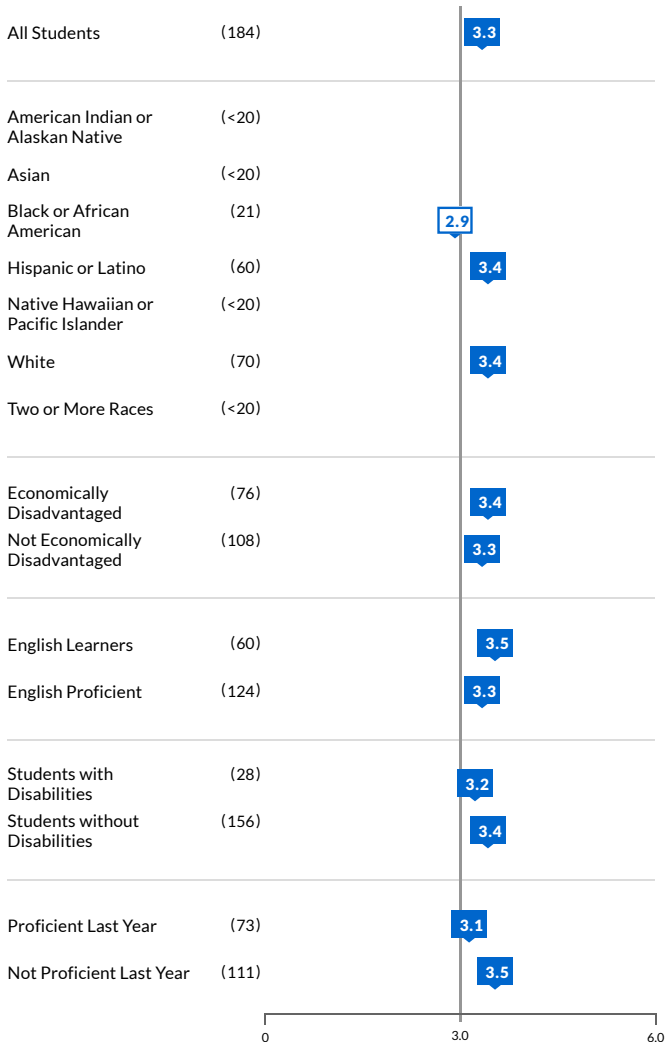 All Students (184) 3.3
American Indian or (<20)
Alaskan Native
Asian (<20)
Black or African (21) 2.9
American
Hispanic or Latino (60) 3.4
Native Hawaiian or (<20)
Pacific Islander
White (70) 3.4
Two or More Races (<20)
Economically (76) 3.4
Disadvantaged
Not Economically (108) 3.3
Disadvantaged
English Learners (60) 3.5
English Proficient (124) 3.3
Students with (28) 3.2
Disabilities
Students without (156) 3.4
Disabilities
Proficient Last Year (73) 3.1
Not Proficient Last Year (111) 3.5
0 3.0 6.0